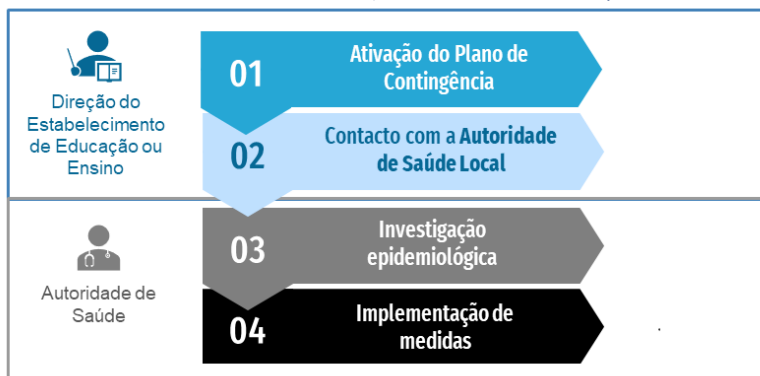 Direção do
Estabelecimento
de Educação ou
Ensino
01
Ativação do Plano de
Contingência
02
Contacto com a Autoridade
de Saúde Local
Autoridade de
Saúde
03
Investigação
epidemiológica
04
Implementação de
medidas